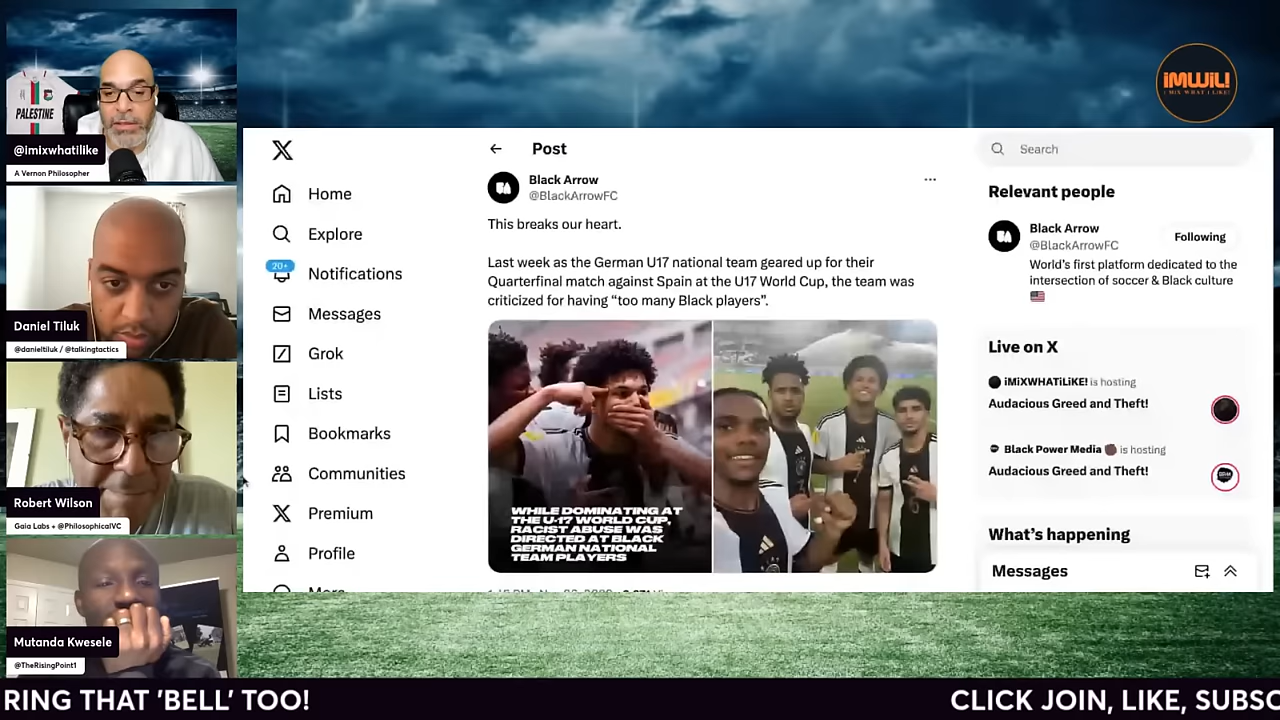 PALESTINE
@imixwhatilike
A Vernon Philosopher
Daniel Tiluk
@danieltiluk / @talkingtactics
Robert Wilson
Gaia Labs + @PhilosophicalVC
Mutanda Kwesele
@TheRisingPoint1
iMWiL!
I MIX WHAT I LIKE!
Home
Explore
20+
Notifications
Messages
Grok
Lists
Bookmarks
Communities
Premium
Profile
More
Post
Black Arrow
@BlackArrowFC
This breaks our heart.
Last week as the German U17 national team geared up for their
Quarterfinal match against Spain at the U17 World Cup, the team was
criticized for having “too many Black players”.
WHILE DOMINATING AT
THE U-17 WORLD CUP,
RACIST ABUSE WAS
DIRECTED AT BLACK
GERMAN NATIONAL
TEAM PLAYERS
Search
Relevant people
Black Arrow
@BlackArrowFC
Following
World’s first platform dedicated to the
intersection of soccer & Black culture
Live on X
iMiXWHATiLiKE! is hosting
Audacious Greed and Theft!
Black Power Media is hosting
Audacious Greed and Theft!
What’s happening
Messages
RING THAT 'BELL' TOO!
CLICK JOIN, LIKE, SUBSC